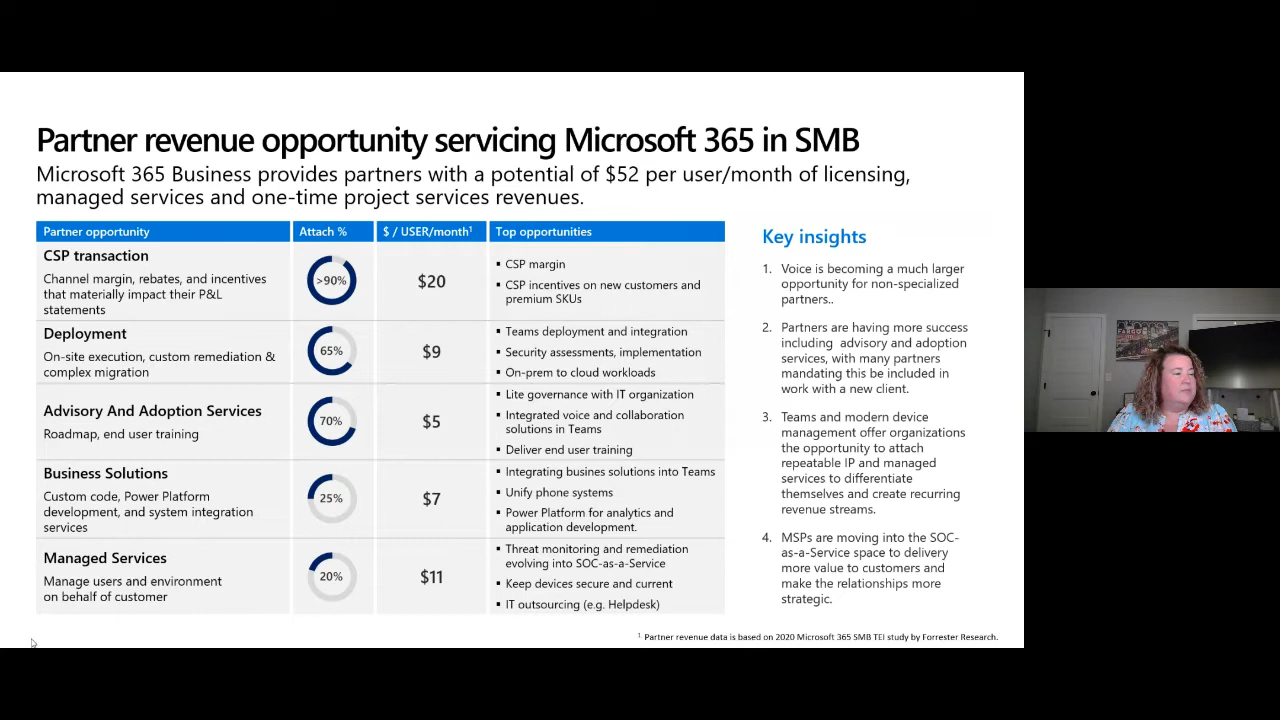 Partner revenue opportunity servicing Microsoft 365 in SMB
Microsoft 365 Business provides partners with a potential of $52 per user/month of licensing,
managed services and one-time project services revenues.
Partner opportunity
Attach %
$ / USER/month¹
Top opportunities
CSP transaction
Channel margin, rebates, and incentives
that materially impact their P&L
statements
>90%
$20
▪ CSP margin
▪ CSP incentives on new customers and
premium SKUs
Deployment
On-site execution, custom remediation &
complex migration
65%
$9
▪ Teams deployment and integration
▪ Security assessments, implementation
▪ On-prem to cloud workloads
Advisory And Adoption Services
Roadmap, end user training
70%
$5
▪ Lite governance with IT organization
▪ Integrated voice and collaboration
solutions in Teams
▪ Deliver end user training
Business Solutions
Custom code, Power Platform
development, and system integration
services
25%
$7
▪ Integrating busines solutions into Teams
▪ Unify phone systems
▪ Power Platform for analytics and
application development.
Managed Services
Manage users and environment
on behalf of customer
20%
$11
▪ Threat monitoring and remediation
evolving into SOC-as-a-Service
▪ Keep devices secure and current
▪ IT outsourcing (e.g. Helpdesk)
Key insights
1. Voice is becoming a much larger
opportunity for non-specialized
partners..
2. Partners are having more success
including advisory and adoption
services, with many partners
mandating this be included in
work with a new client.
3. Teams and modern device
management offer organizations
the opportunity to attach
repeatable IP and managed
services to differentiate
themselves and create recurring
revenue streams.
4. MSPs are moving into the SOC-
as-a-Service space to delivery
more value to customers and
make the relationships more
strategic.
¹ Partner revenue data is based on 2020 Microsoft 365 SMB TEI study by Forrester Research.